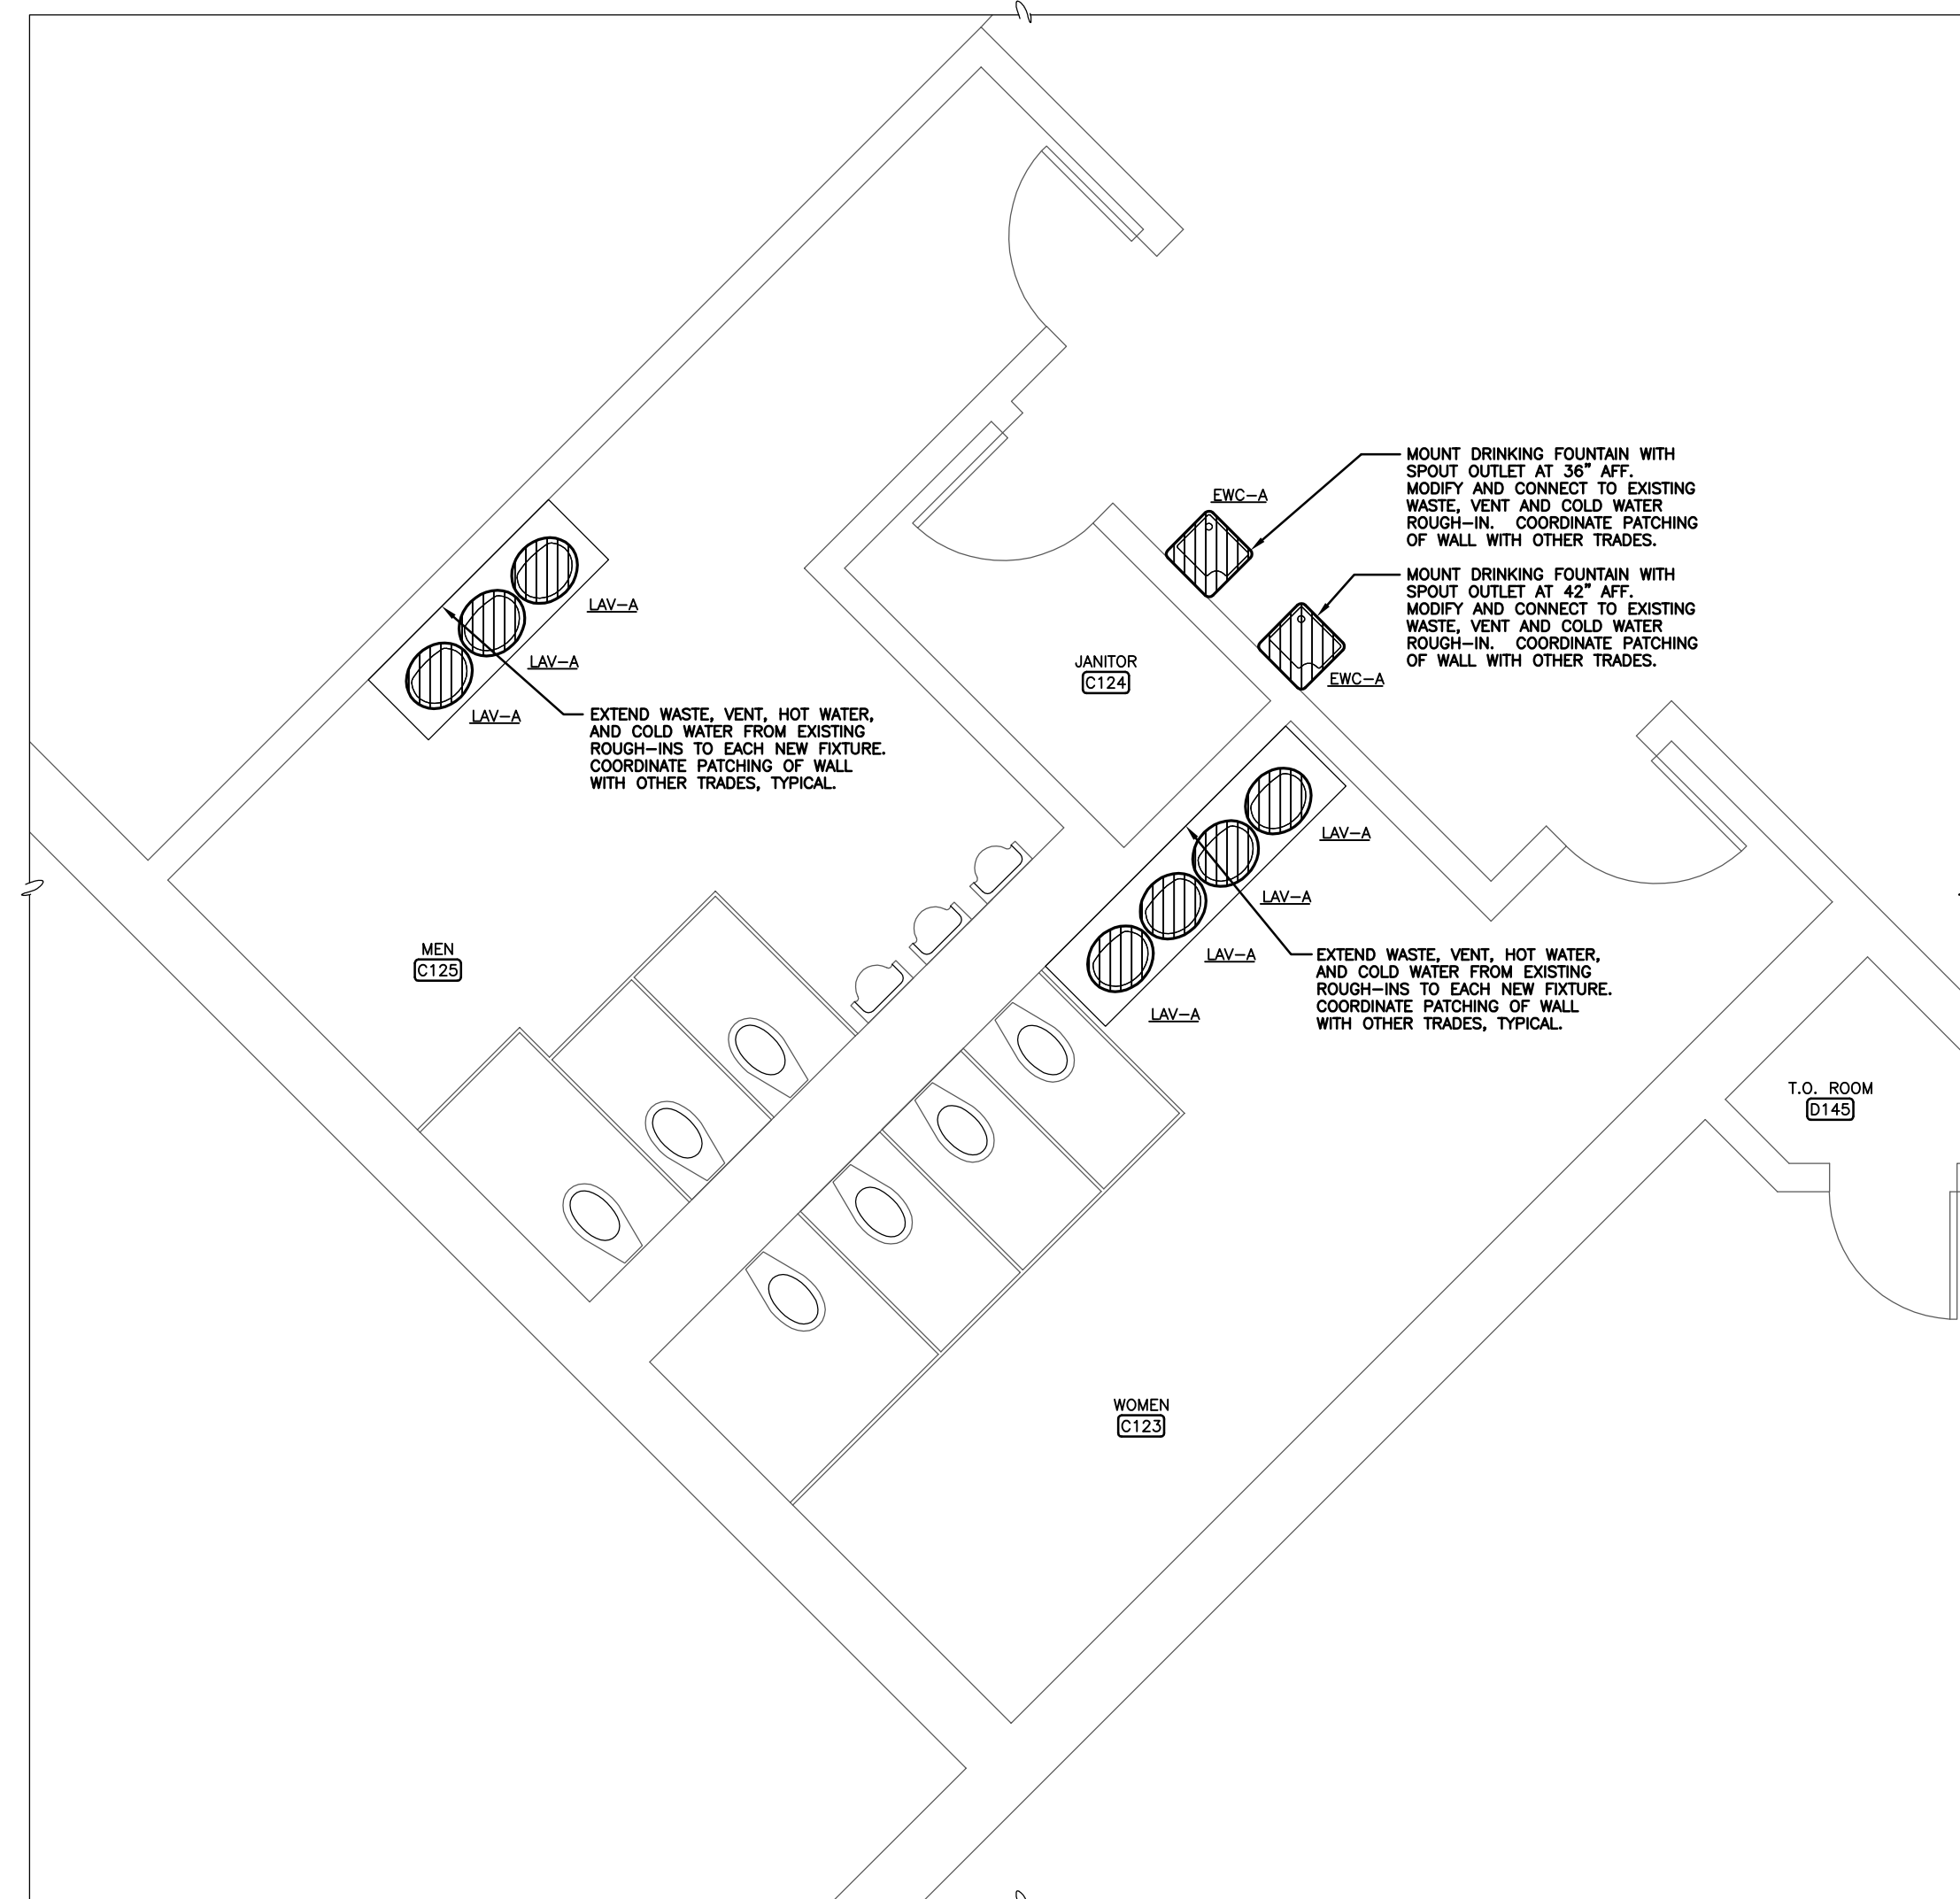 EWC-A
MOUNT DRINKING FOUNTAIN WITH
SPOUT OUTLET AT 36" AFF.
MODIFY AND CONNECT TO EXISTING
WASTE, VENT AND COLD WATER
ROUGH-IN. COORDINATE PATCHING
OF WALL WITH OTHER TRADES.
MOUNT DRINKING FOUNTAIN WITH
SPOUT OUTLET AT 42" AFF.
MODIFY AND CONNECT TO EXISTING
WASTE, VENT AND COLD WATER
ROUGH-IN. COORDINATE PATCHING
OF WALL WITH OTHER TRADES.
EWC-A
LAV-A
LAV-A
LAV-A
JANITOR
C124
EXTEND WASTE, VENT, HOT WATER,
AND COLD WATER FROM EXISTING
ROUGH-INS TO EACH NEW FIXTURE.
COORDINATE PATCHING OF WALL
WITH OTHER TRADES, TYPICAL.
LAV-A
LAV-A
LAV-A
LAV-A
MEN
C125
EXTEND WASTE, VENT, HOT WATER,
AND COLD WATER FROM EXISTING
ROUGH-INS TO EACH NEW FIXTURE.
COORDINATE PATCHING OF WALL
WITH OTHER TRADES, TYPICAL.
T.O. ROOM
D145
WOMEN
C123